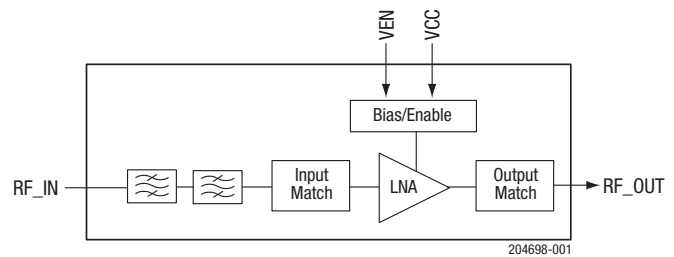 VEN
VCC
Bias/Enable
RF_IN
Input
Match
LNA
Output
Match
RF_OUT
204698-001